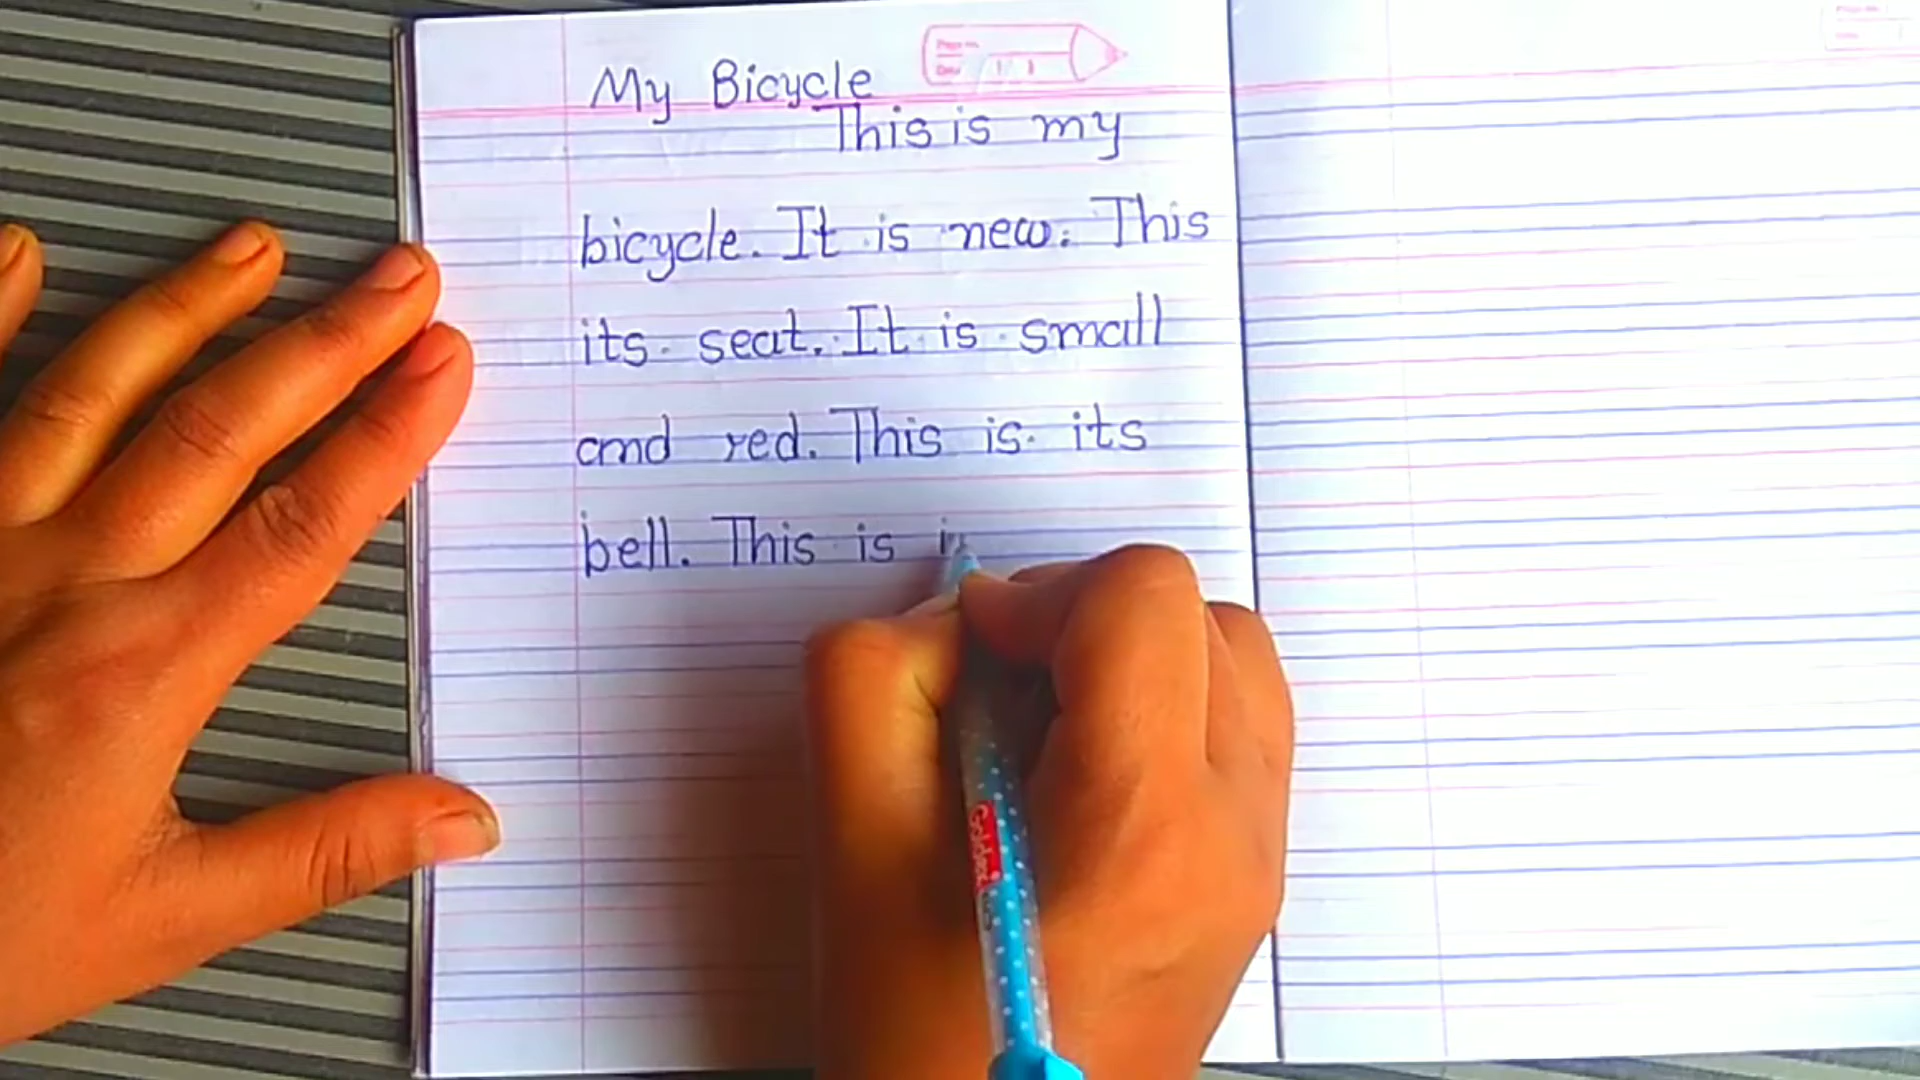 My Bicycle
This is my
bicycle. It is new. This
its seat. It is small
and red. This is its
bell. This is